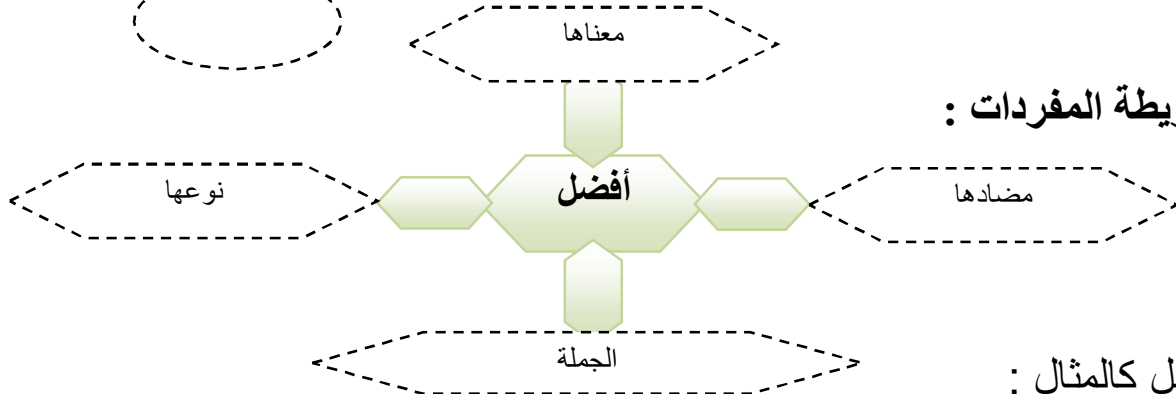 معناها
يطة المفردات :
نوعها
أفضل
مضادها
الجملة
ل كالمثال :